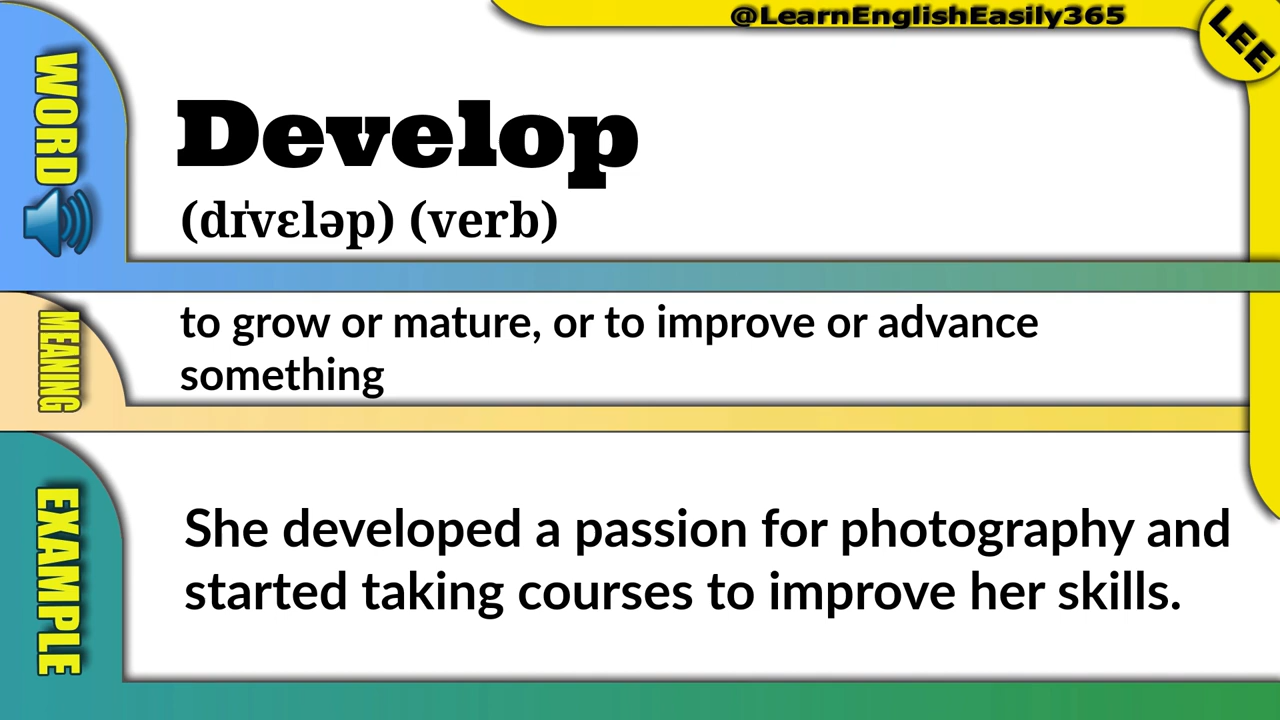 @LearnEnglishEasily365
LEE
WORD
Develop
(dɪˈvɛləp) (verb)
MEANING
to grow or mature, or to improve or advance
something
EXAMPLE
She developed a passion for photography and
started taking courses to improve her skills.